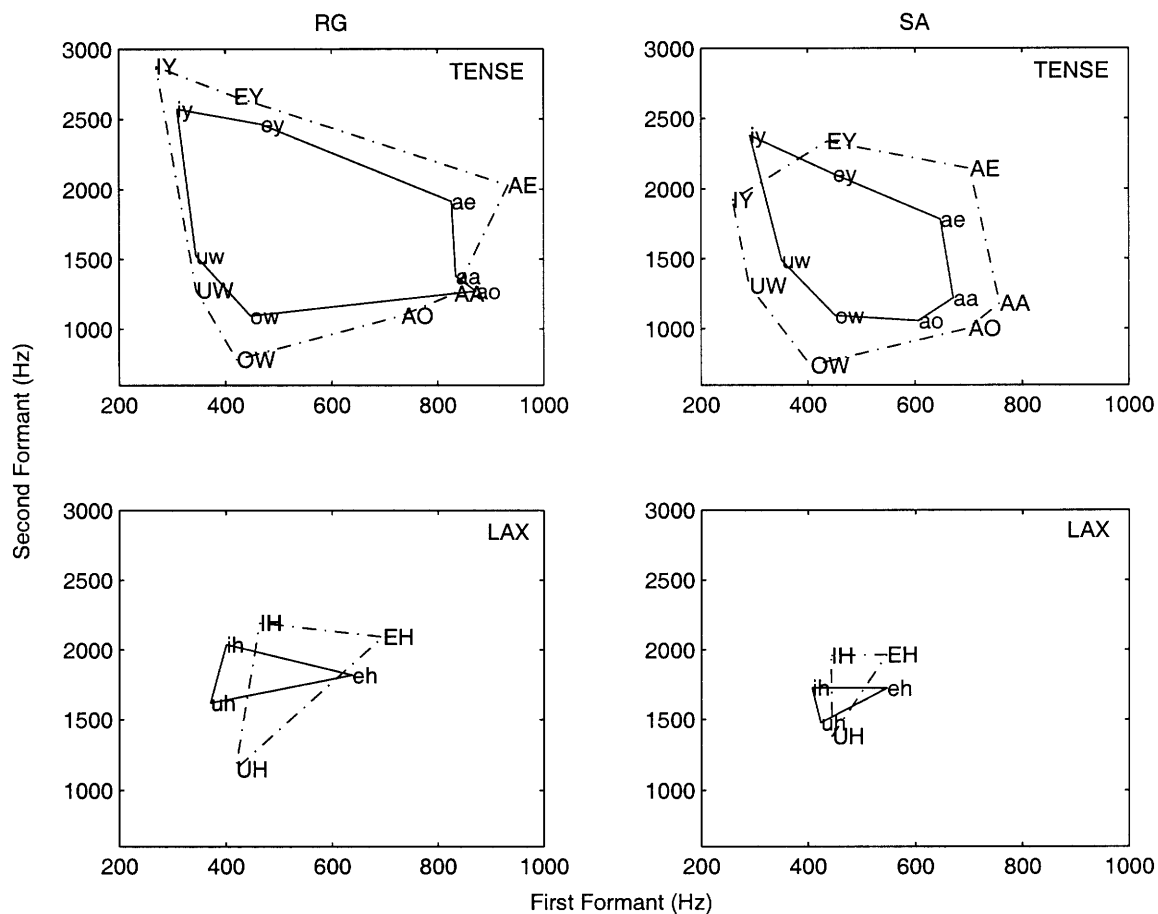 RG
3000
2500
2000
1500
1000
200 400 600 800 1000
TENSE
IY
EY
iy
ey
AE
ae
uw
UW
aa
AA
ao
AO
ow
OW
SA
3000
2500
2000
1500
1000
200 400 600 800 1000
TENSE
iy
EY
ey
AE
IY
ae
uw
UW
aa
AA
ow
ao
AO
OW
Second Formant (Hz)
3000
2500
2000
1500
1000
200 400 600 800 1000
LAX
IH
EH
ih
eh
uh
UH
3000
2500
2000
1500
1000
200 400 600 800 1000
LAX
IH
EH
ih
eh
uh
UH
First Formant (Hz)